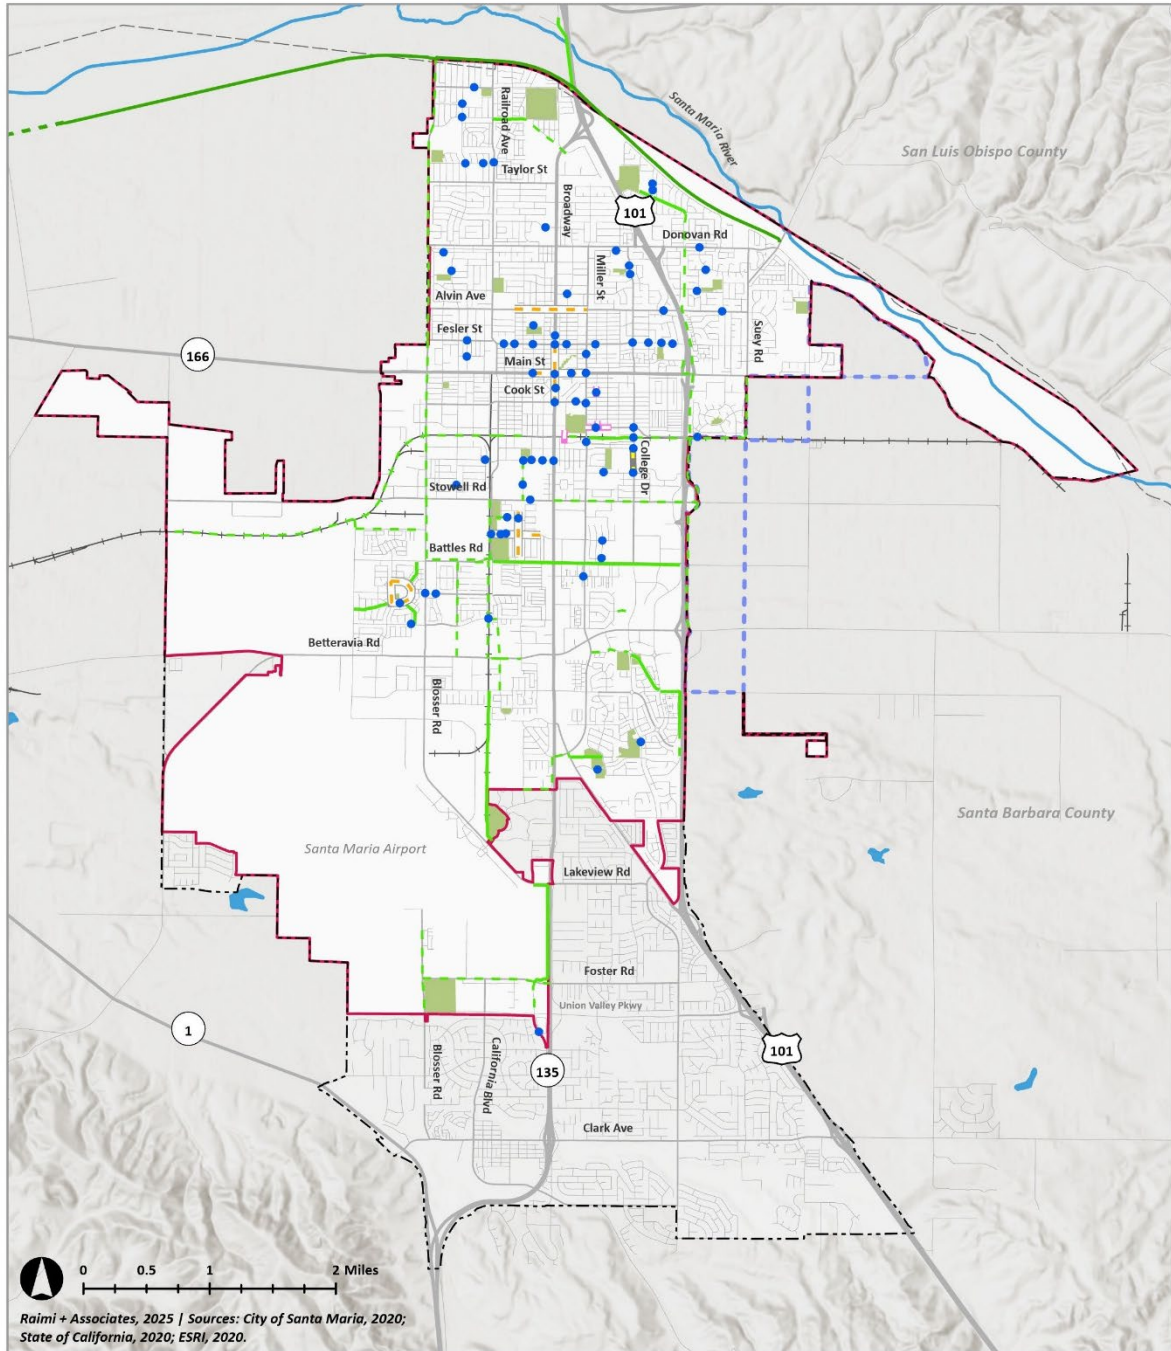 Santa Maria River
San Luis Obispo County
Railroad Ave
Taylor St
Broadway
101
Donovan Rd
Miller St
Alvin Ave
Suey Rd
Fesler St
166
Main St
Cook St
College Dr
Stowell Rd
Battles Rd
Betteravia Rd
Blosser Rd
Santa Barbara County
Santa Maria Airport
Lakeview Rd
Foster Rd
Union Valley Pkwy
1
Blosser Rd
California Blvd
135
101
Clark Ave
0 0.5 1 2 Miles
Raimi + Associates, 2025 | Sources: City of Santa Maria, 2020;
State of California, 2020; ESRI, 2020.